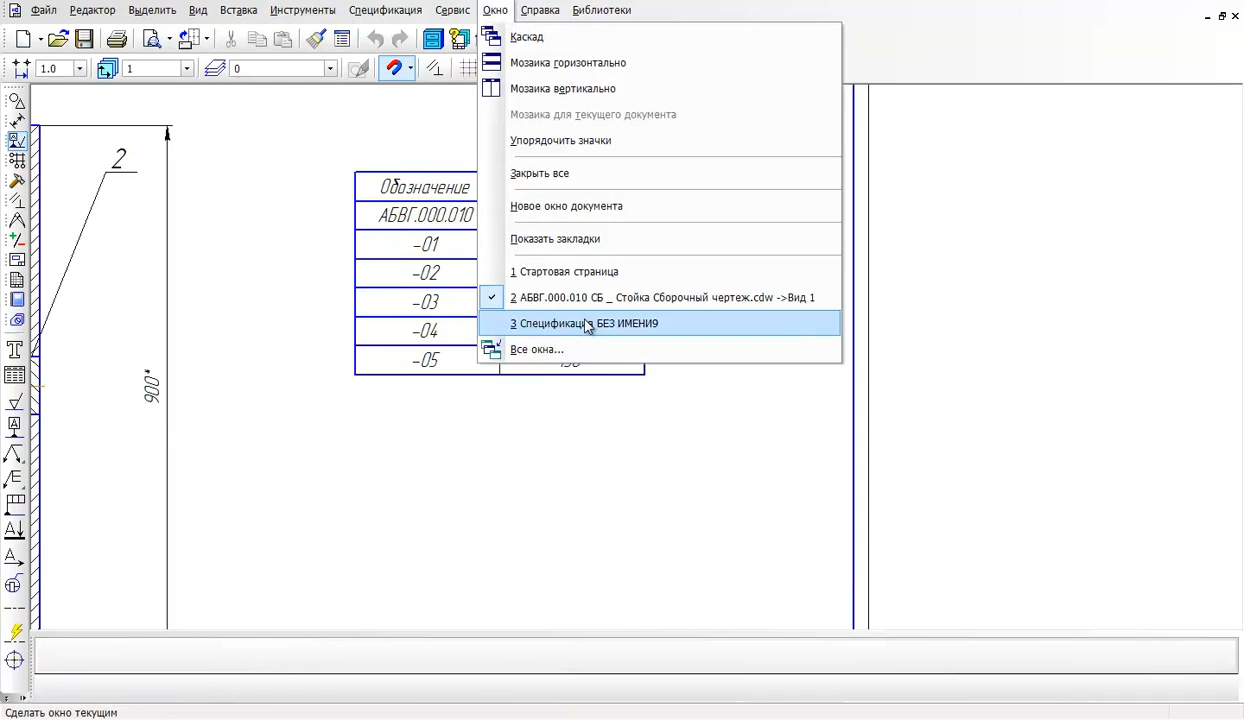 Файл Редактор Выделить Вид Вставка Инструменты Спецификация Сервис Окно Справка Библиотеки
1.0 1 0
Каскад
Мозаика горизонтально
Мозаика вертикально
Мозаика для текущего документа
Упорядочить значки
Закрыть все
Новое окно документа
Показать закладки
1 Стартовая страница
2 АБВГ.000.010 СБ _ Стойка Сборочный чертеж.cdw ->Вид 1
3 Спецификация БЕЗ ИМЕНИ9
Все окна...
2
900*
Обозначение
АБВГ.000.010
-01
-02
-03
-04
-05
Сделать окно текущим